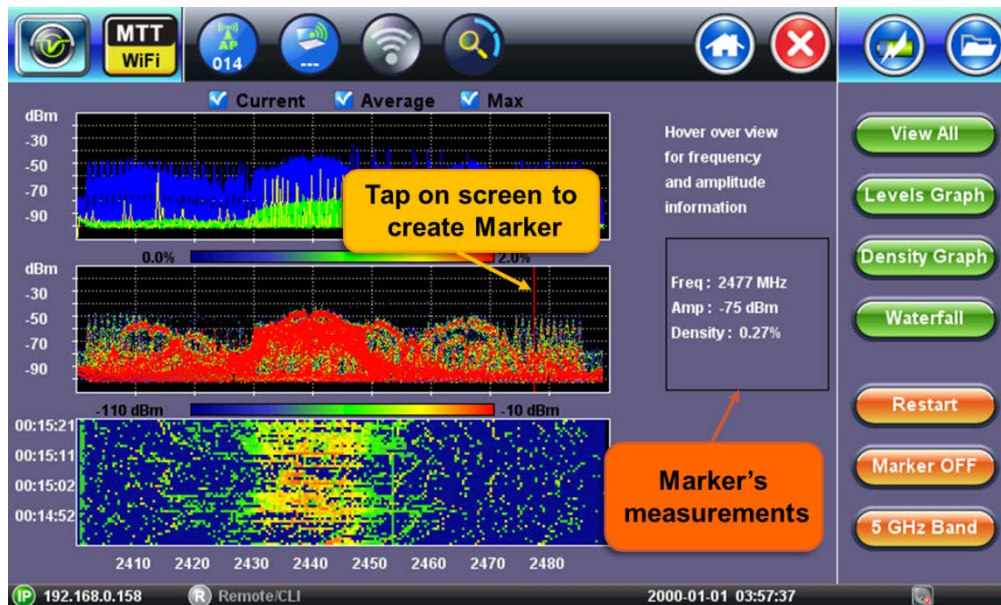 MTT
WiFi
AP
014
---
Current
Average
Max
dBm
-30
-50
-70
-90
Tap on screen to
create Marker
Hover over view
for frequency
and amplitude
information
0.0%
2.0%
dBm
-30
-50
-70
-90
Freq : 2477 MHz
Amp : -75 dBm
Density : 0.27%
-110 dBm
-10 dBm
00:15:21
00:15:11
00:15:02
00:14:52
2410 2420 2430 2440 2450 2460 2470 2480
Marker's
measurements
View All
Levels Graph
Density Graph
Waterfall
Restart
Marker OFF
5 GHz Band
IP 192.168.0.158
R Remote/CLI
2000-01-01 03:57:37